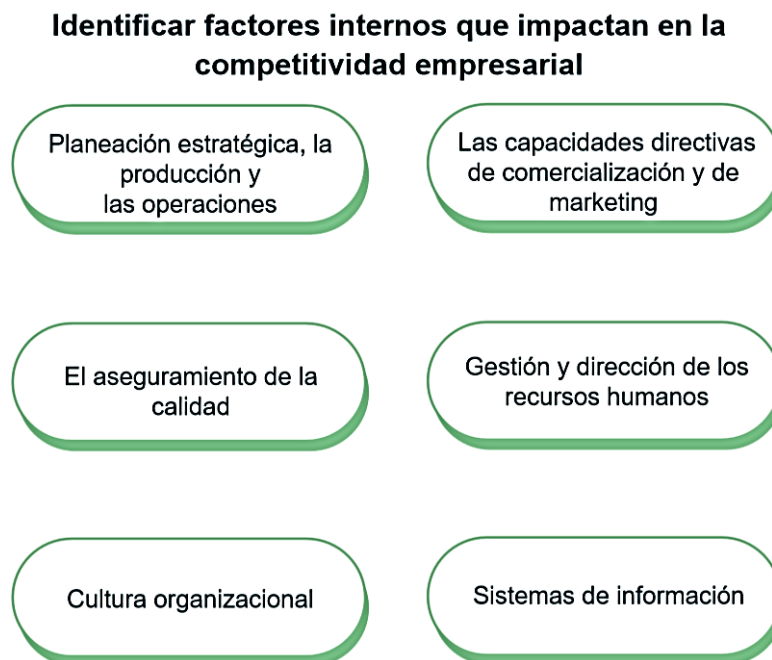 Identificar factores internos que impactan en la
competitividad empresarial
Planeación estratégica, la
producción y
las operaciones
Las capacidades directivas
de comercialización y de
marketing
El aseguramiento de la
calidad
Gestión y dirección de los
recursos humanos
Cultura organizacional
Sistemas de información